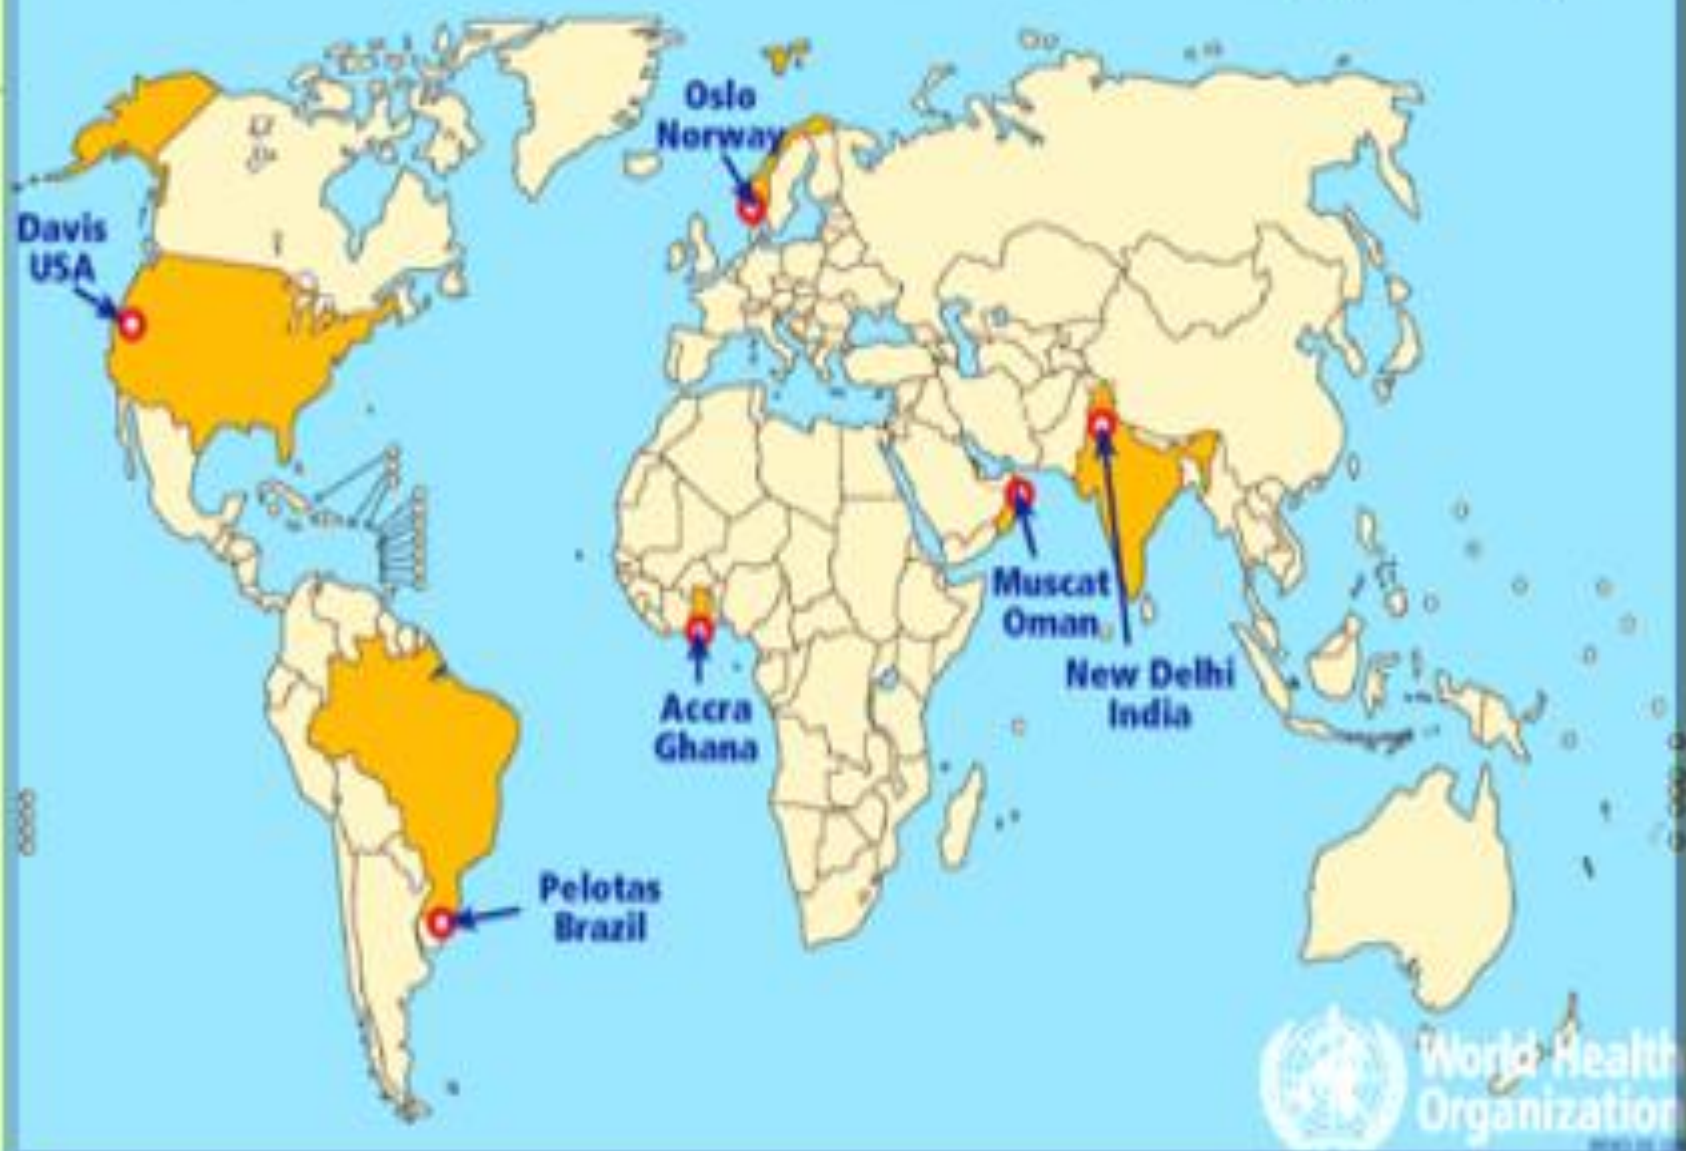 Oslo
Norway
Davis
USA
Muscat
Oman
New Delhi
India
Accra
Ghana
Pelotas
Brazil
World Health
Organization